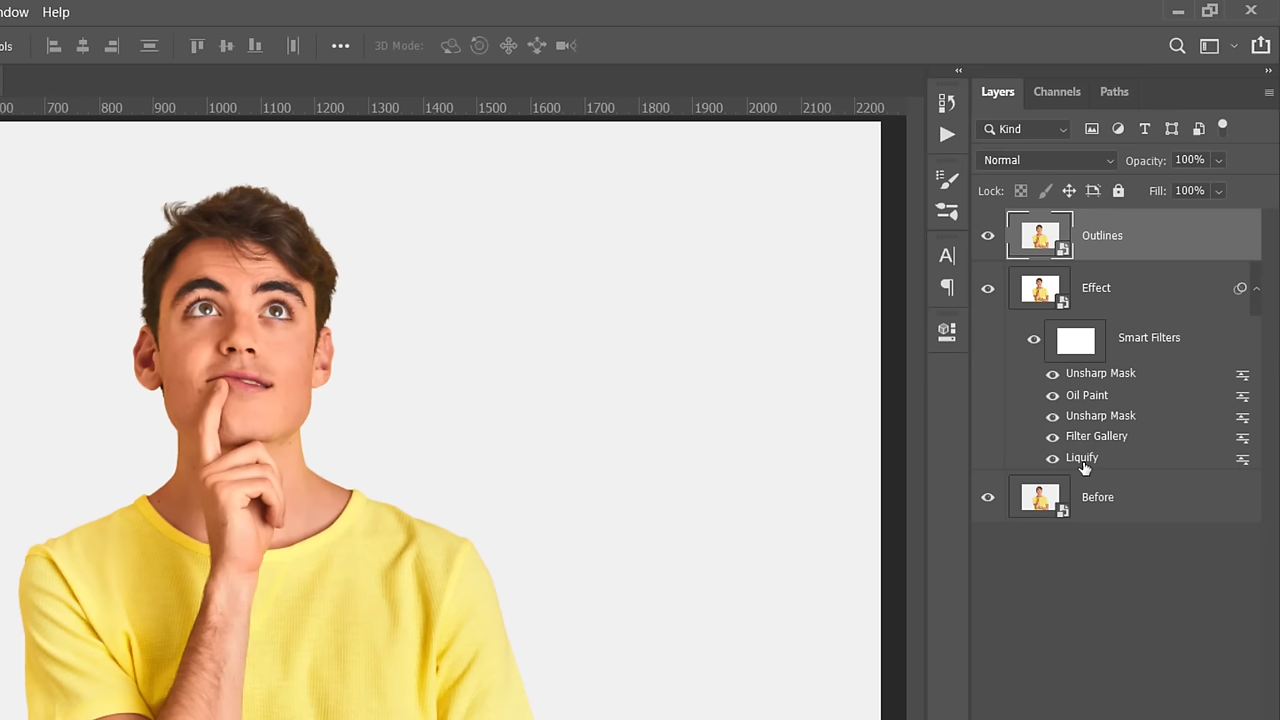 ndow Help
ols 3D Mode:
00 700 800 900 1000 1100 1200 1300 1400 1500 1600 1700 1800 1900 2000 2100 2200
Layers Channels Paths
Kind
Normal Opacity: 100%
Lock: Fill: 100%
Outlines
Effect
Smart Filters
Unsharp Mask
Oil Paint
Unsharp Mask
Filter Gallery
Liquify
Before